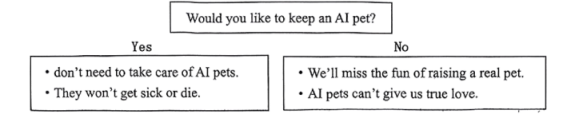 Would you like to keep an AI pet?
Yes
No
• don't need to take care of AI pets.
• They won't get sick or die.
• We'll miss the fun of raising a real pet.
• AI pets can't give us true love.